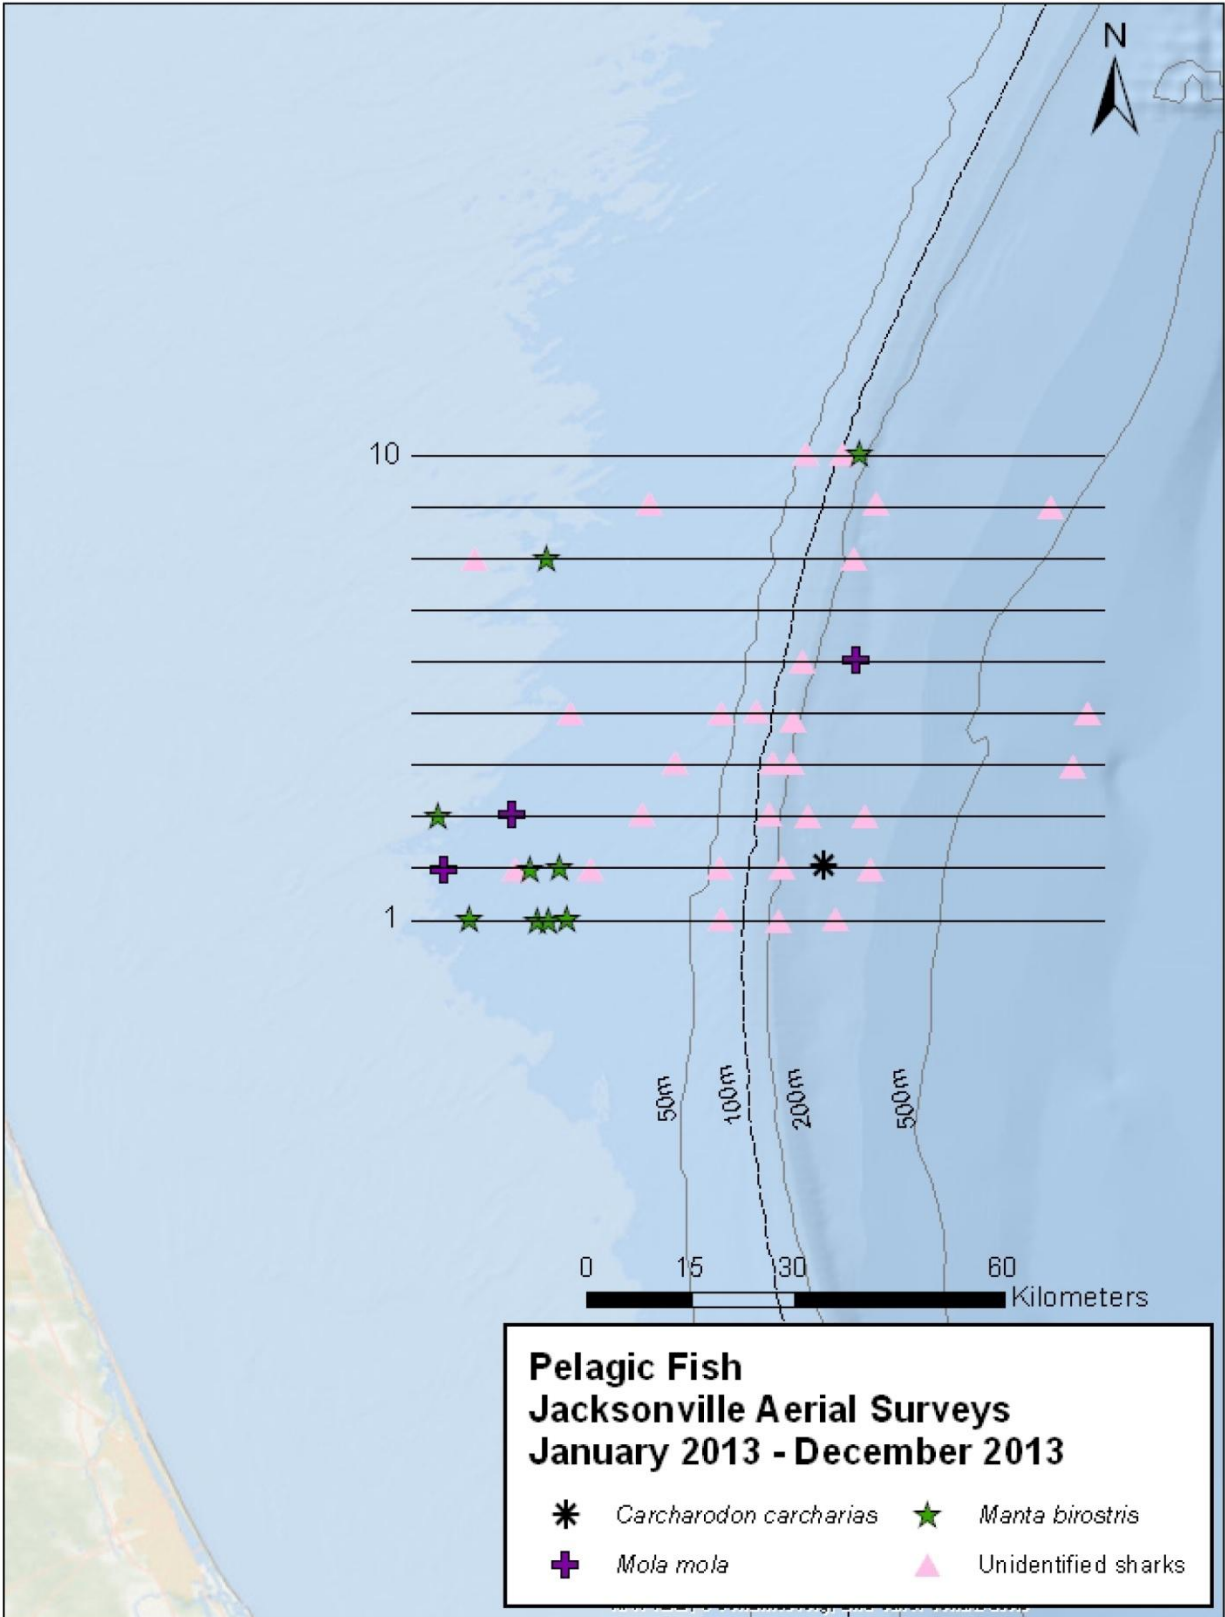 N
10
1
50m
100m
200m
500m
0 15 30 60
Kilometers
Pelagic Fish
Jacksonville Aerial Surveys
January 2013 - December 2013
Carcharodon carcharias
Manta birostris
Mola mola
Unidentified sharks